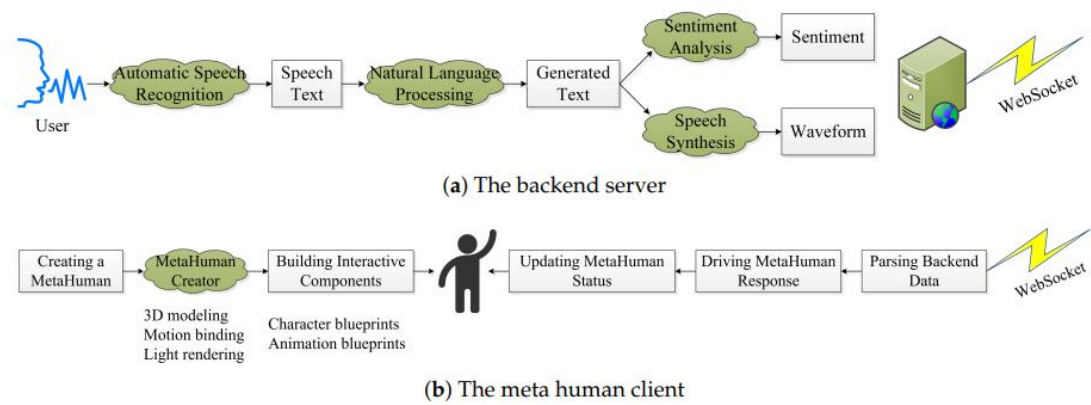 User
Automatic Speech
Recognition
Speech
Text
Natural Language
Processing
Generated
Text
Sentiment
Analysis
Sentiment
Speech
Synthesis
Waveform
WebSocket
(a) The backend server
Creating a
MetaHuman
MetaHuman
Creator
3D modeling
Motion binding
Light rendering
Building Interactive
Components
Character blueprints
Animation blueprints
Updating MetaHuman
Status
Driving MetaHuman
Response
Parsing Backend
Data
WebSocket
(b) The meta human client